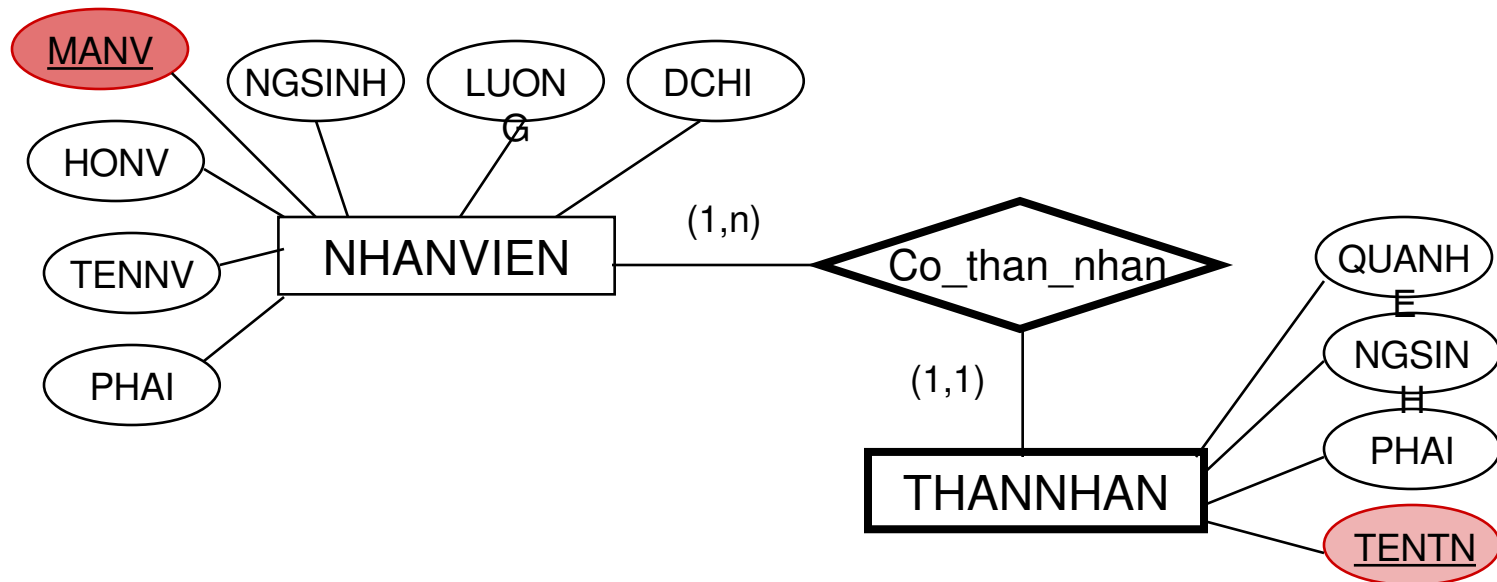 MANV
NGSINH
LUON
G
DCHI
HONV
TENNV
PHAI
NHANVIEN
(1,n)
Co_than_nhan
(1,1)
THANNHAN
QUANH
E
NGSIN
H
PHAI
TENTN